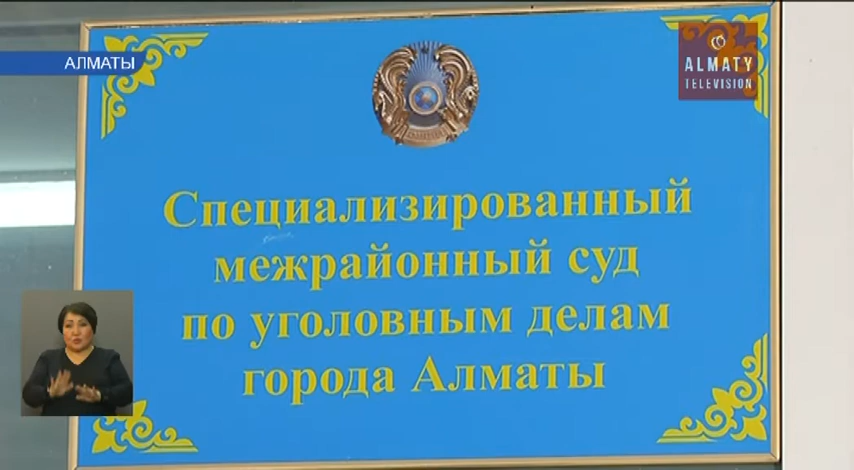 АЛМАТЫ
ALMATY
TELEVISION
Специализированный
межрайонный суд
по уголовным делам
города Алматы